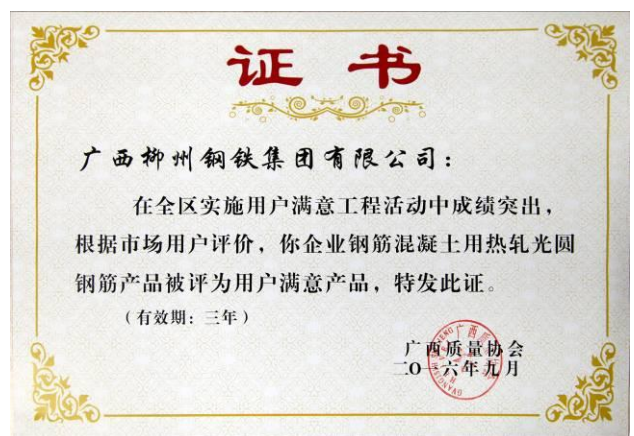 证书
广西柳州钢铁集团有限公司：
在全区实施用户满意工程活动中成绩突出，
根据市场用户评价，你企业钢筋混凝土用热轧光圆
钢筋产品被评为用户满意产品，特发此证。
（有效期：三年）
广西质量协会
二〇一六年九月